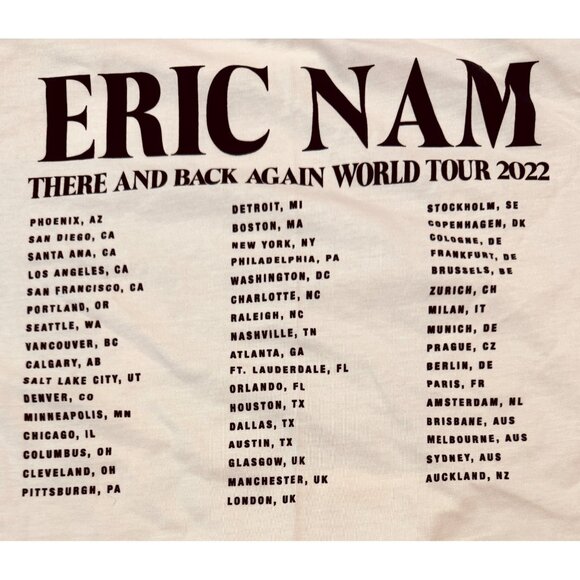 ERIC NAM
THERE AND BACK AGAIN WORLD TOUR 2022
PHOENIX, AZ
SAN DIEGO, CA
SANTA ANA, CA
LOS ANGELES, CA
SAN FRANCISCO, CA
PORTLAND, OR
SEATTLE, WA
VANCOUVER, BC
CALGARY, AB
SALT LAKE CITY, UT
DENVER, CO
MINNEAPOLIS, MN
CHICAGO, IL
COLUMBUS, OH
CLEVELAND, OH
PITTSBURGH, PA
DETROIT, MI
BOSTON, MA
NEW YORK, NY
PHILADELPHIA, PA
WASHINGTON, DC
CHARLOTTE, NC
RALEIGH, NC
NASHVILLE, TN
ATLANTA, GA
FT. LAUDERDALE, FL
ORLANDO, FL
HOUSTON, TX
DALLAS, TX
AUSTIN, TX
GLASGOW, UK
MANCHESTER, UK
LONDON, UK
STOCKHOLM, SE
COPENHAGEN, DK
COLOGNE, DE
FRANKFURT, DE
BRUSSELS, BE
ZURICH, CH
MILAN, IT
MUNICH, DE
PRAGUE, CZ
BERLIN, DE
PARIS, FR
AMSTERDAM, NL
BRISBANE, AUS
MELBOURNE, AUS
SYDNEY, AUS
AUCKLAND, NZ